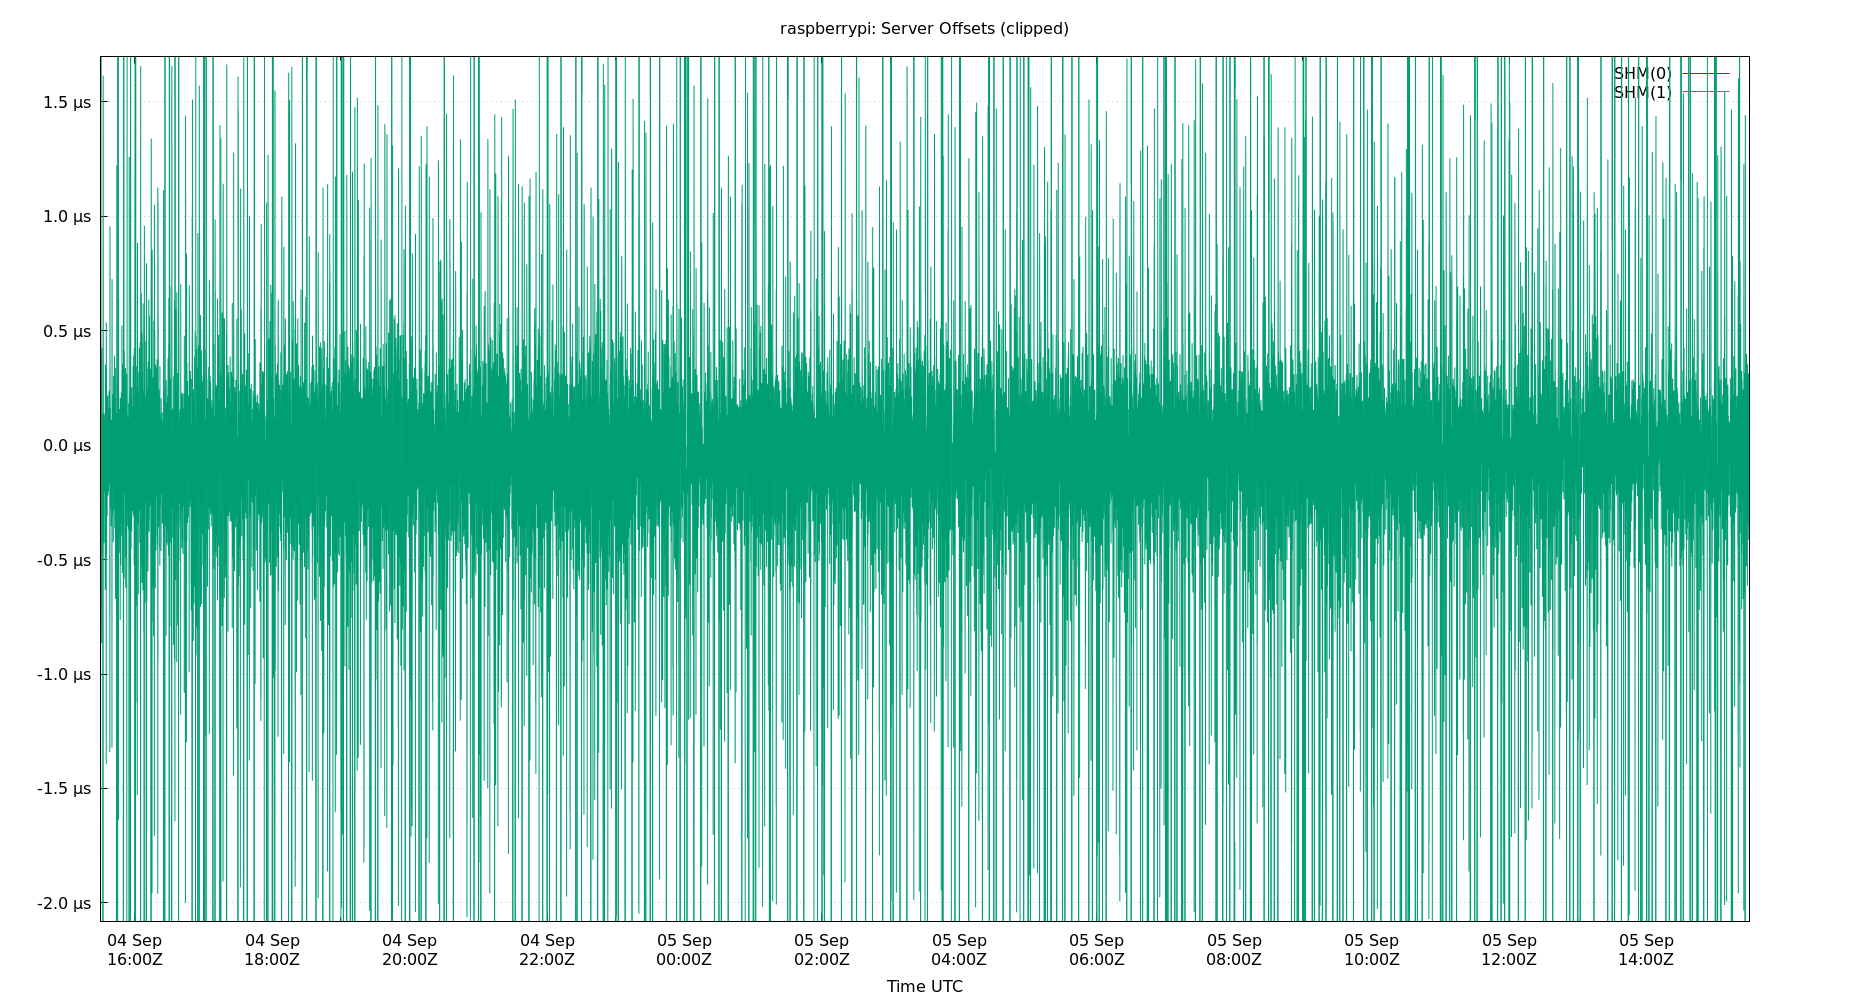 raspberrypi: Server Offsets (clipped)
SHM(0)
SHM(1)
1.5 µs
1.0 µs
0.5 µs
0.0 µs
-0.5 µs
-1.0 µs
-1.5 µs
-2.0 µs
04 Sep 04 Sep 04 Sep 04 Sep 05 Sep 05 Sep 05 Sep 05 Sep 05 Sep 05 Sep 05 Sep 05 Sep
16:00Z 18:00Z 20:00Z 22:00Z 00:00Z 02:00Z 04:00Z 06:00Z 08:00Z 10:00Z 12:00Z 14:00Z
Time UTC